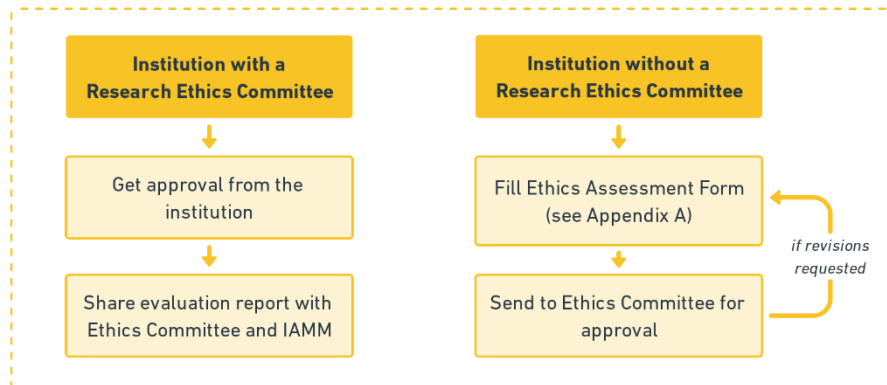 Institution with a
Research Ethics Committee
Get approval from the
institution
Share evaluation report with
Ethics Committee and IAMM
Institution without a
Research Ethics Committee
Fill Ethics Assessment Form
(see Appendix A)
if revisions
requested
Send to Ethics Committee for
approval